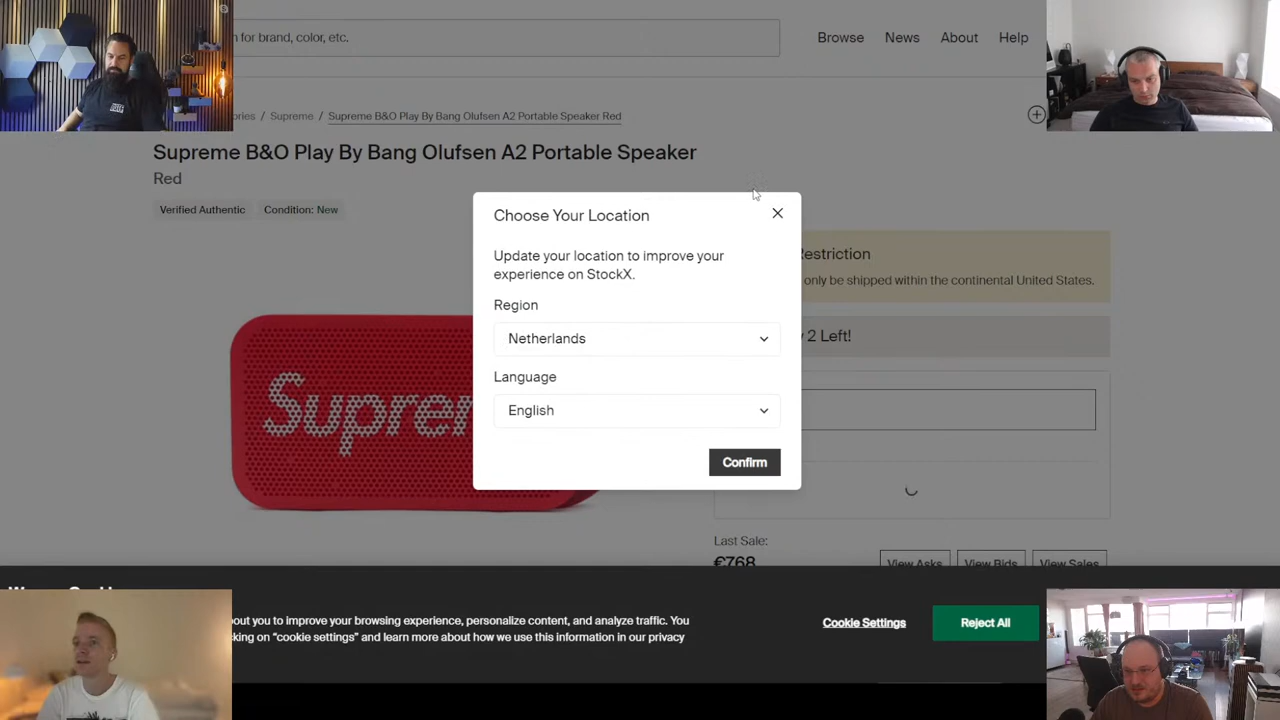 n for brand, color, etc.
Browse
News
About
Help
ories / Supreme / Supreme B&O Play By Bang Olufsen A2 Portable Speaker Red
Supreme B&O Play By Bang Olufsen A2 Portable Speaker
Red
Verified Authentic
Condition: New
Choose Your Location
Update your location to improve your
experience on StockX.
Region
Netherlands
Language
English
Confirm
Restriction
only be shipped within the continental United States.
2 Left!
Suprem
Last Sale:
€768
View Asks
View Bids
View Sales
bout you to improve your browsing experience, personalize content, and analyze traffic. You
cking on “cookie settings” and learn more about how we use this information in our privacy
Cookie Settings
Reject All